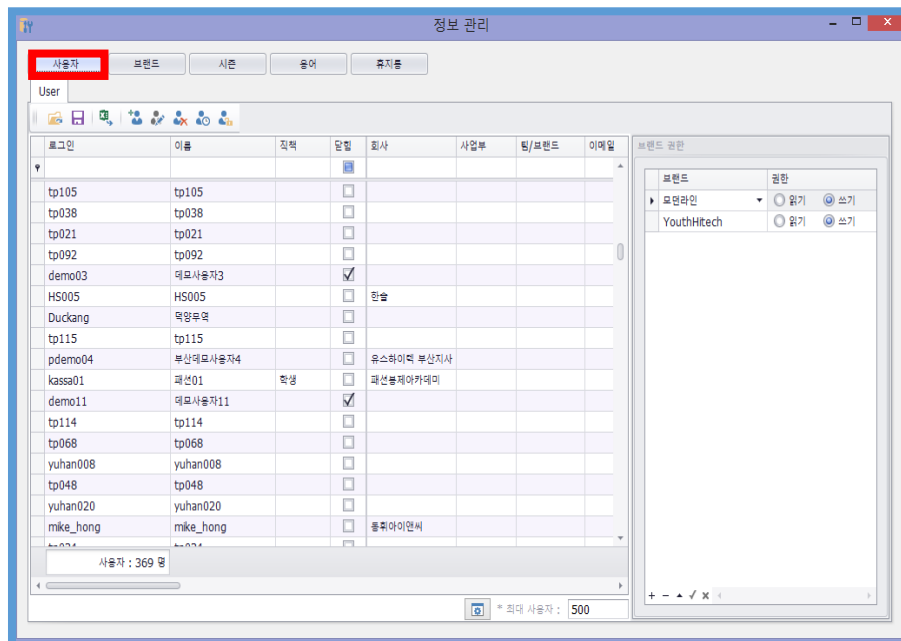 정보 관리
사용자 브랜드 시즌 용어 휴지통
User
로그인 이름 직책 닫힘 회사 사업부 팀/브랜드 이메일
tp105 tp105
tp038 tp038
tp021 tp021
tp092 tp092
demo03 데모사용자3
HS005 HS005 한솔
Duckang 덕양무역
tp115 tp115
pdemo04 부산데모사용자4 유스하이텍 부산지사
kassa01 패션01 학생 패션봉제아카데미
demo11 데모사용자11
tp114 tp114
tp068 tp068
yuhan008 yuhan008
tp048 tp048
yuhan020 yuhan020
mike_hong mike_hong 동휘아이앤씨
사용자 : 369 명
* 최대 사용자 : 500
브랜드 권한
브랜드 권한
모던라인 읽기 쓰기
YouthHitech 읽기 쓰기